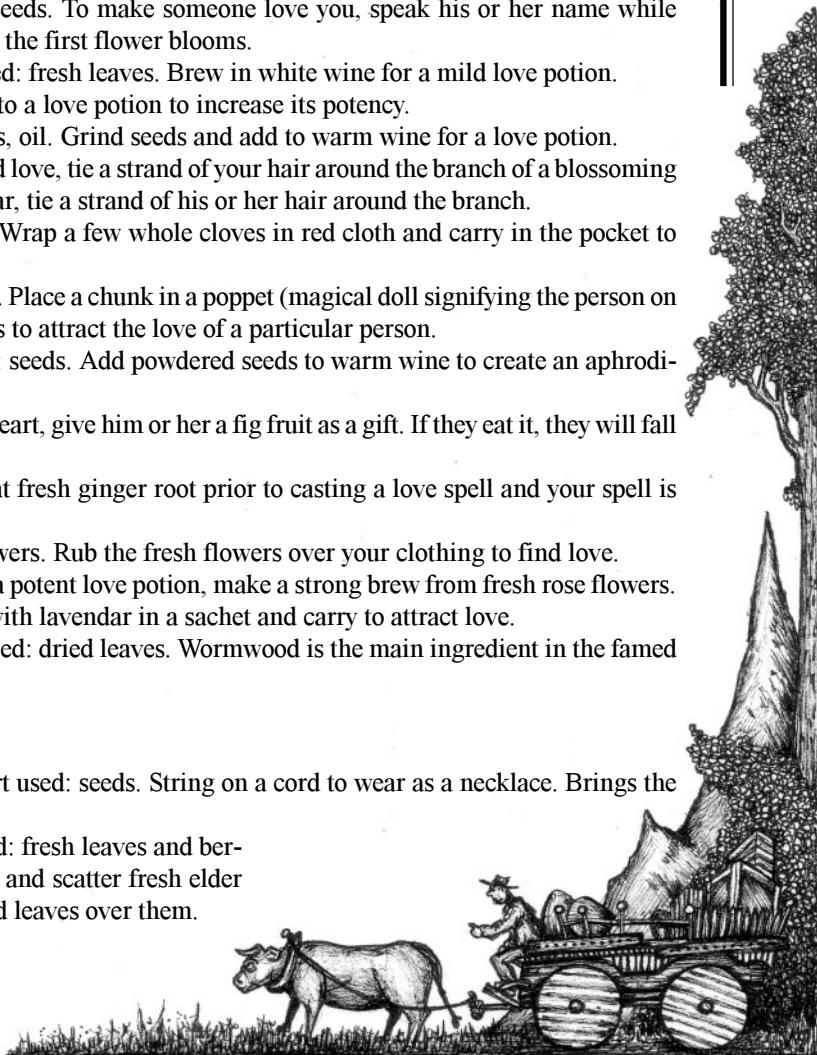 eeds. To make someone love you, speak his or her name while
the first flower blooms.
ed: fresh leaves. Brew in white wine for a mild love potion.
to a love potion to increase its potency.
s, oil. Grind seeds and add to warm wine for a love potion.
d love, tie a strand of your hair around the branch of a blossoming
ar, tie a strand of his or her hair around the branch.
Wrap a few whole cloves in red cloth and carry in the pocket to
. Place a chunk in a poppet (magical doll signifying the person on
s to attract the love of a particular person.
: seeds. Add powdered seeds to warm wine to create an aphrodi-
eart, give him or her a fig fruit as a gift. If they eat it, they will fall
at fresh ginger root prior to casting a love spell and your spell is
wers. Rub the fresh flowers over your clothing to find love.
a potent love potion, make a strong brew from fresh rose flowers.
with lavendar in a sachet and carry to attract love.
ed: dried leaves. Wormwood is the main ingredient in the famed
rt used: seeds. String on a cord to wear as a necklace. Brings the
d: fresh leaves and ber-
and scatter fresh elder
d leaves over them.